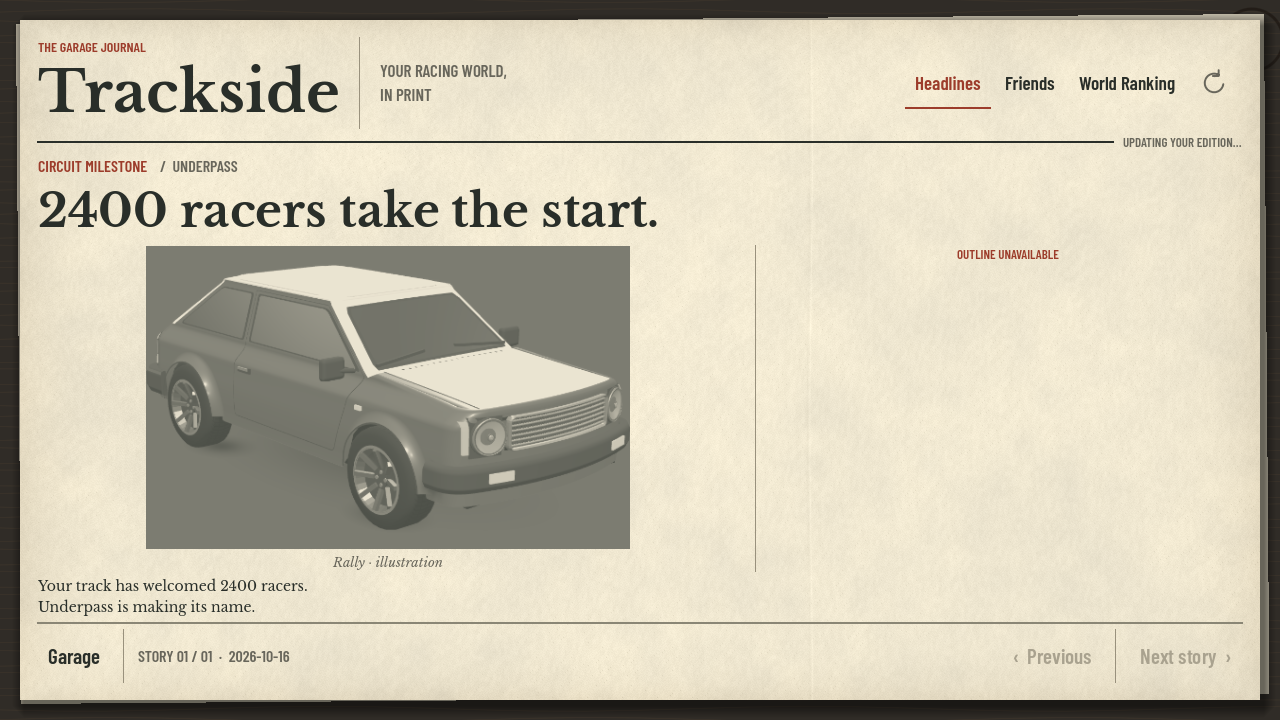 THE GARAGE JOURNAL
Trackside
YOUR RACING WORLD,
IN PRINT
Headlines
Friends
World Ranking
UPDATING YOUR EDITION...
CIRCUIT MILESTONE / UNDERPASS
2400 racers take the start.
OUTLINE UNAVAILABLE
Rally · illustration
Your track has welcomed 2400 racers.
Underpass is making its name.
Garage
STORY 01 / 01 · 2026-10-16
‹ Previous
Next story ›